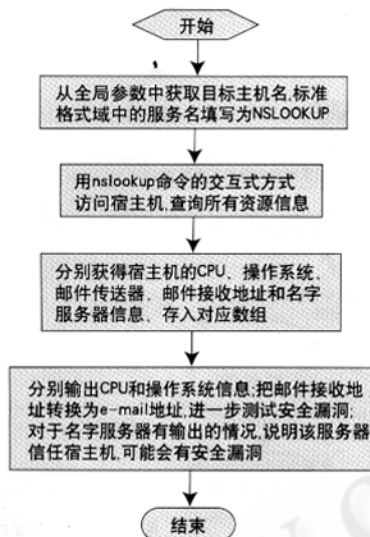 开始
从全局参数中获取目标主机名,标准
格式域中的服务名填写为NSLOOKUP
用nslookup命令的交互式方式
访问宿主机,查询所有资源信息
分别获得宿主机的CPU、操作系统、
邮件传送器、邮件接收地址和名字
服务器信息、存入对应数组
分别输出CPU和操作系统信息;把邮件接收地
址转换为e-mail地址,进一步测试安全漏洞;
对于名字服务器有输出的情况,说明该服务器
信任宿主机,可能会有安全漏洞
结束